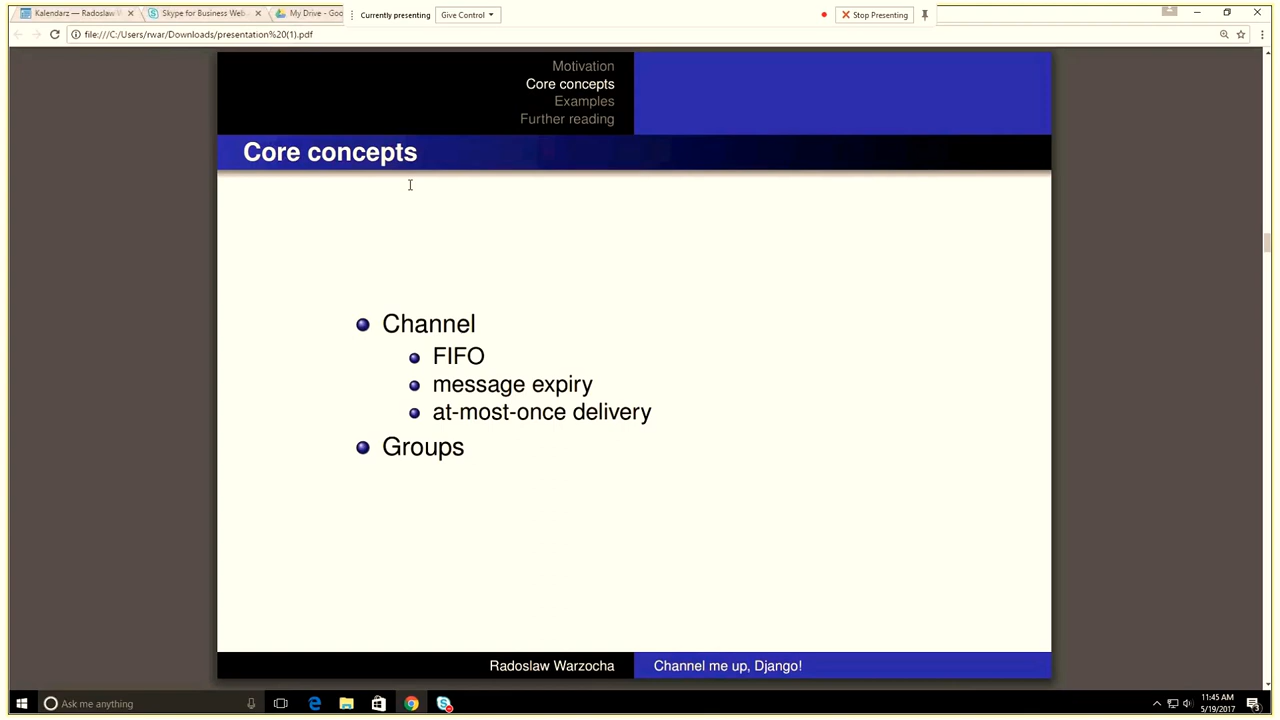 Kalendarz — Radoslaw W
Skype for Business Web
My Drive - Goo
Currently presenting
Give Control
Stop Presenting
file:///C:/Users/rwar/Downloads/presentation%20(1).pdf
Motivation
Core concepts
Examples
Further reading
Core concepts
Channel
FIFO
message expiry
at-most-once delivery
Groups
Radoslaw Warzocha
Channel me up, Django!
Ask me anything
11:45 AM
5/19/2017
3